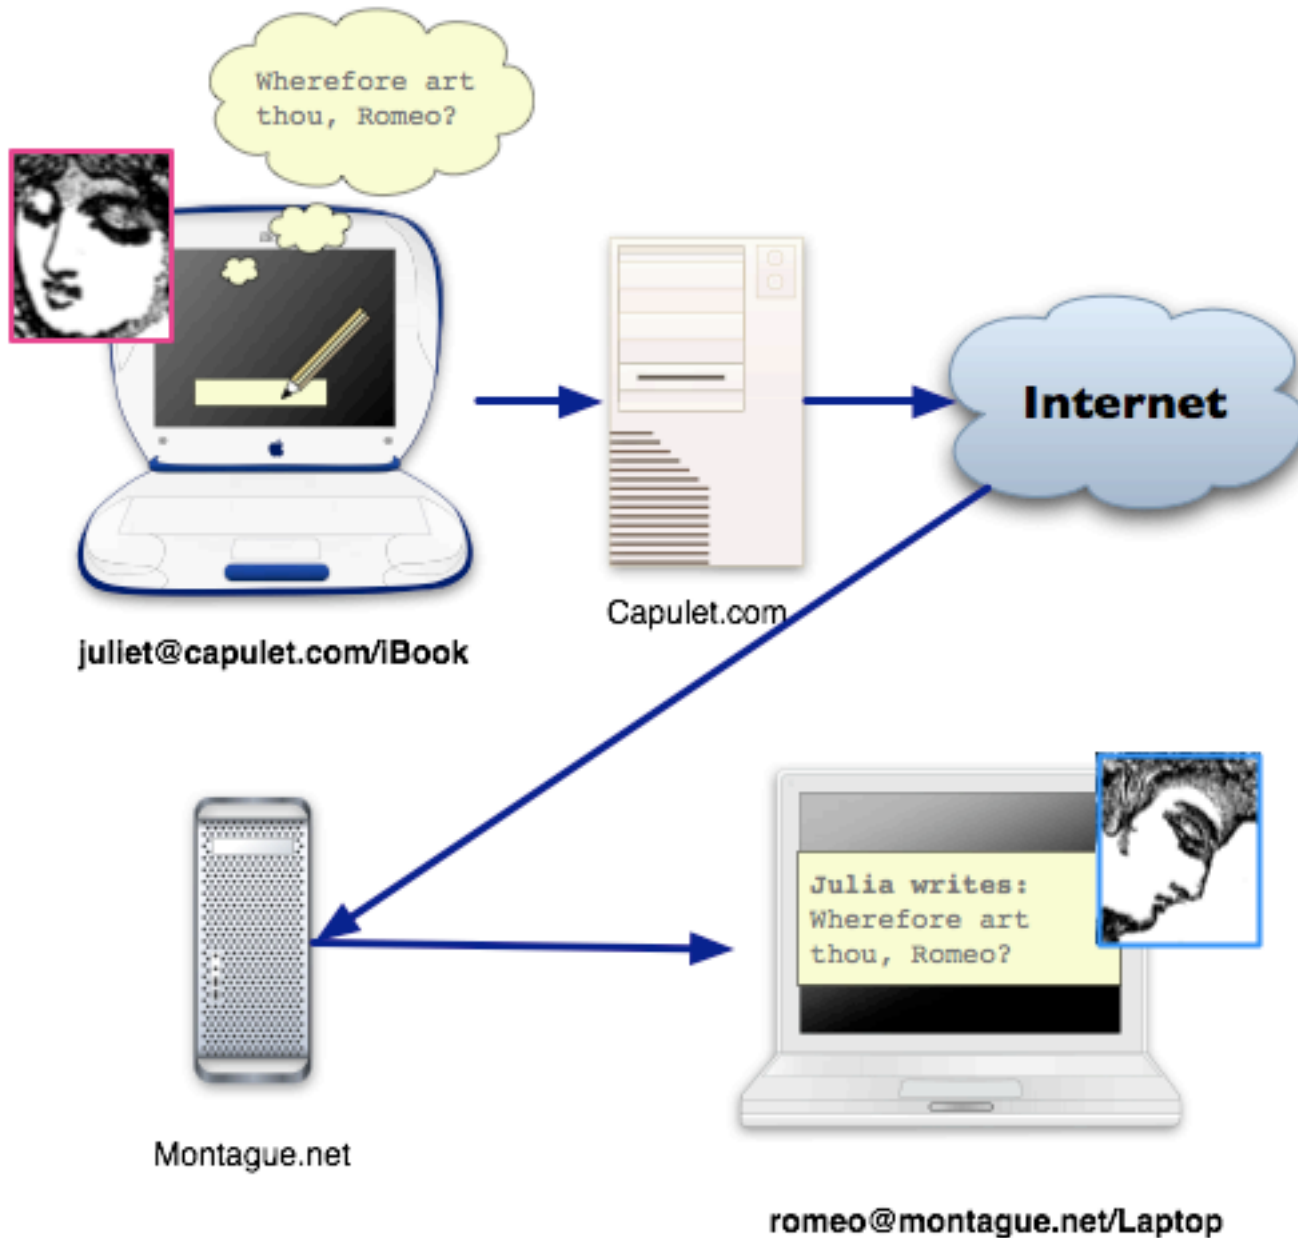 Wherefore art
thou, Romeo?
Internet
Capulet.com
juliet@capulet.com/iBook
Julia writes:
Wherefore art
thou, Romeo?
Montague.net
romeo@montague.net/Laptop